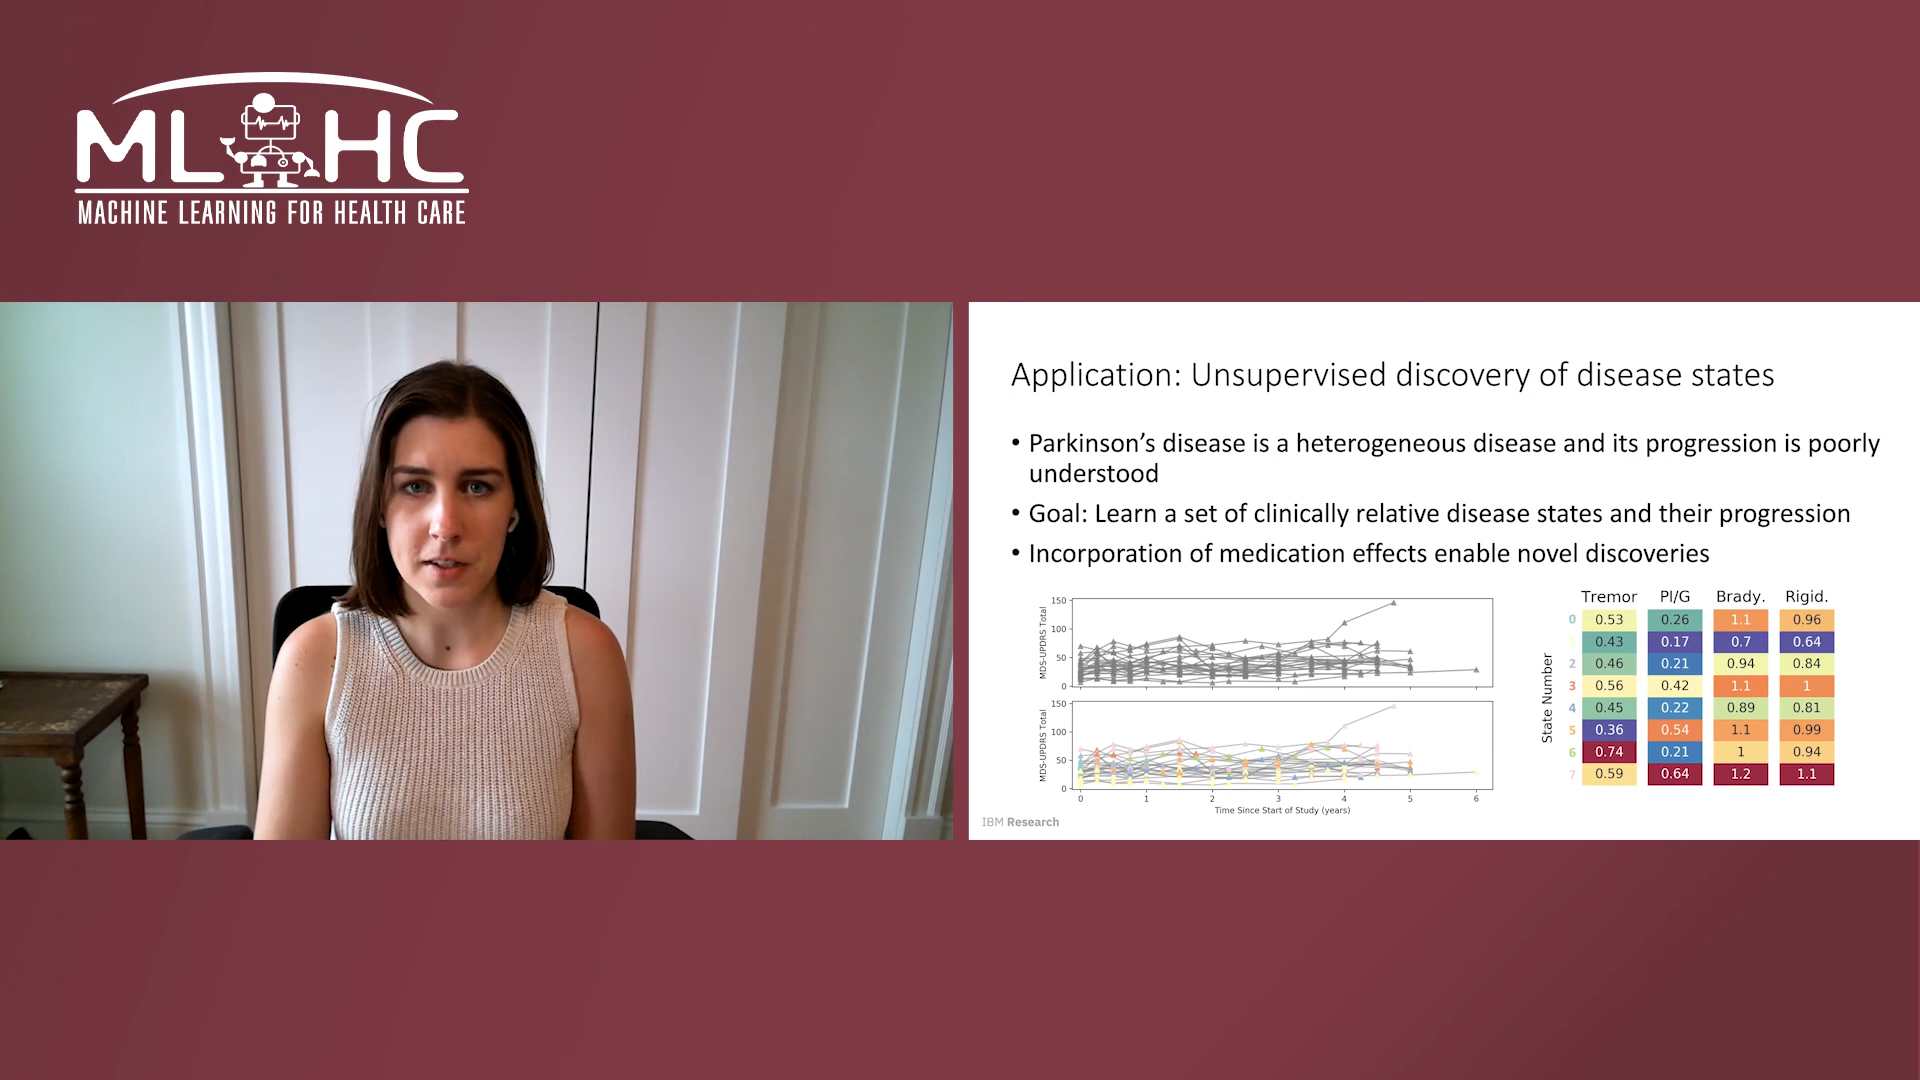 ML HC
MACHINE LEARNING FOR HEALTH CARE
Application: Unsupervised discovery of disease states
• Parkinson's disease is a heterogeneous disease and its progression is poorly
understood
• Goal: Learn a set of clinically relative disease states and their progression
• Incorporation of medication effects enable novel discoveries
MDS-UPDRS Total
150
100
50
0
MDS-UPDRS Total
150
100
50
0
0 1 2 3 4 5 6
Time Since Start of Study (years)
State Number
Tremor PI/G Brady. Rigid.
0 0.53 0.26 1.1 0.96
0.43 0.17 0.7 0.64
2 0.46 0.21 0.94 0.84
3 0.56 0.42 1.1 1
4 0.45 0.22 0.89 0.81
5 0.36 0.54 1.1 0.99
6 0.74 0.21 1 0.94
7 0.59 0.64 1.2 1.1
IBM Research